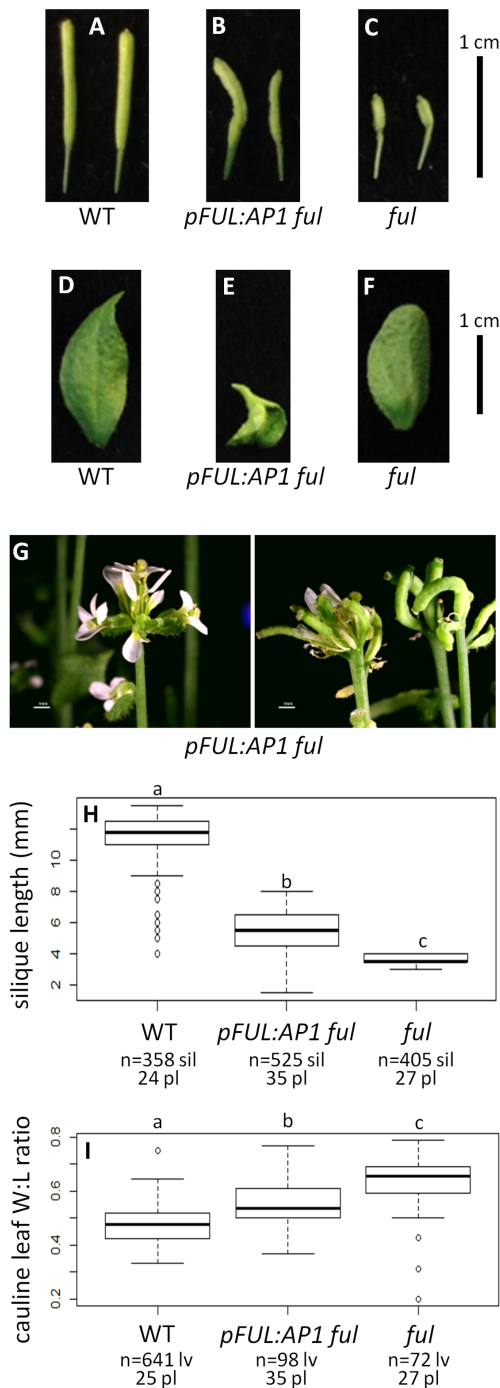 A
B
C
1 cm
WT
pFUL:AP1 ful
ful
D
E
F
1 cm
WT
pFUL:AP1 ful
ful
G
pFUL:AP1 ful
H
silique length (mm)
10
8
6
4
2
a
b
c
WT
pFUL:AP1 ful
ful
n=358 sil
n=525 sil
n=405 sil
24 pl
35 pl
27 pl
I
cauline leaf W:L ratio
0.8
0.6
0.4
0.2
a
b
c
WT
pFUL:AP1 ful
ful
n=641 lv
n=98 lv
n=72 lv
25 pl
35 pl
27 pl